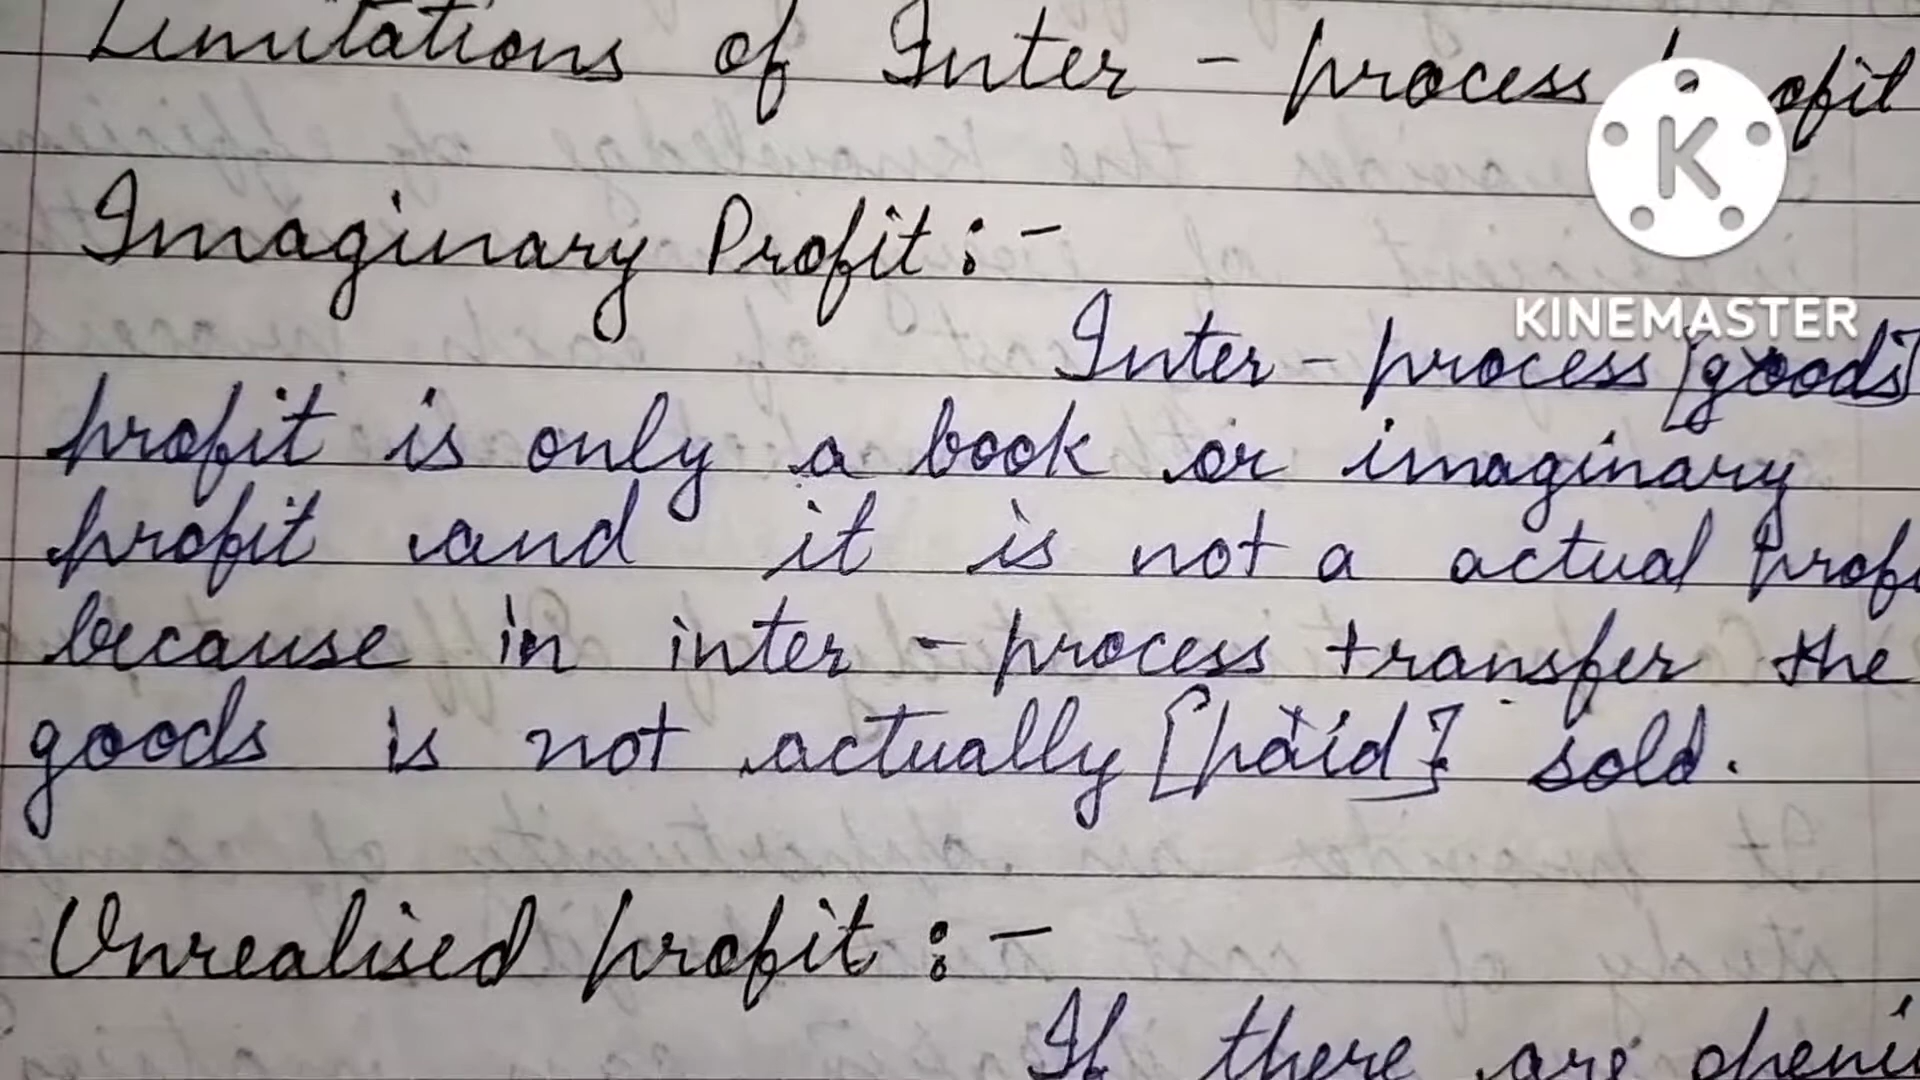 Limitations of Inter - process profit
Imaginary Profit : -
KINEMASTER
Inter - process [goods]
profit is only a book or imaginary
profit and it is not a actual prof
because in inter - process transfer the
goods is not actually [paid] sold.
Unrealised profit : -
If there are openi